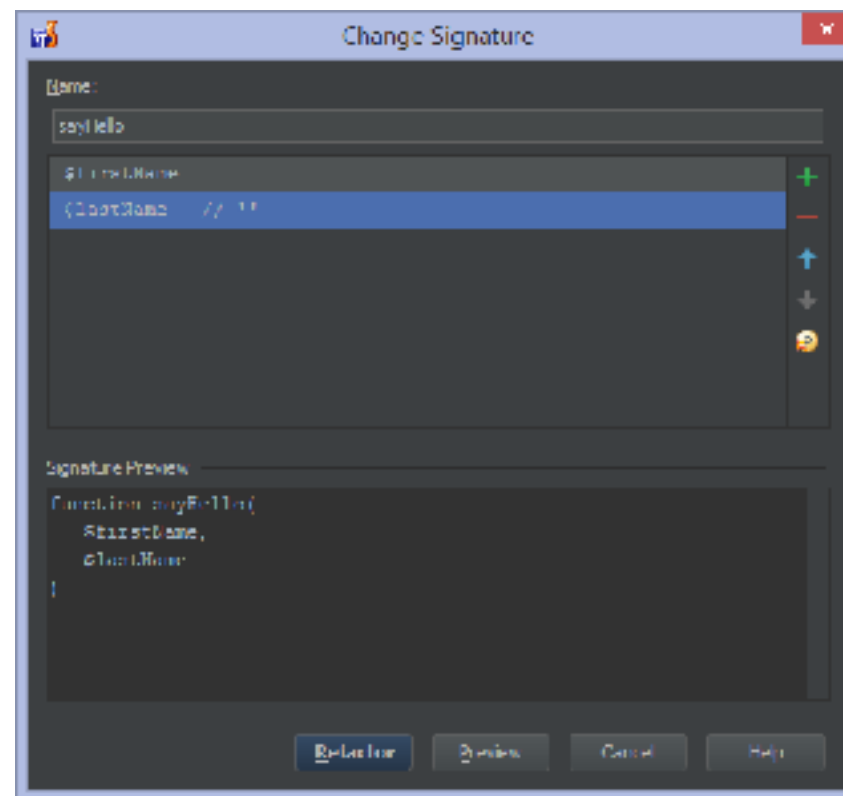 Change Signature
Name:
sayHello
$firstName
$lastName // ""
Signature Preview
function sayHello(
$firstName,
$lastName
)
Refactor Preview Cancel Help